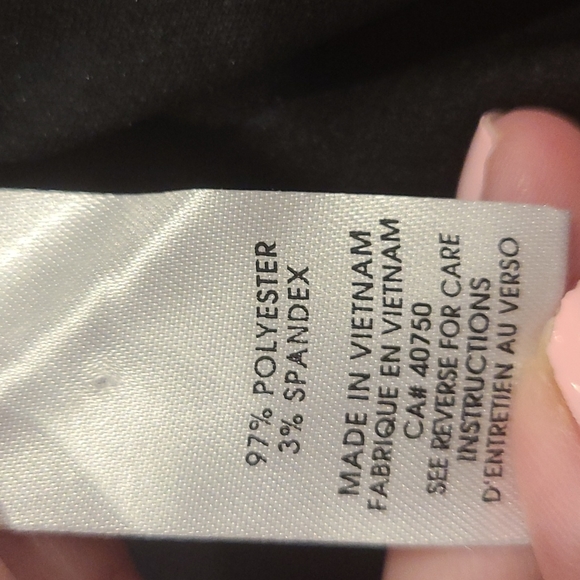 97% POLYESTER
3% SPANDEX
MADE IN VIETNAM
FABRIQUE EN VIETNAM
CA# 40750
SEE REVERSE FOR CARE
INSTRUCTIONS
D'ENTRETIEN AU VERSO